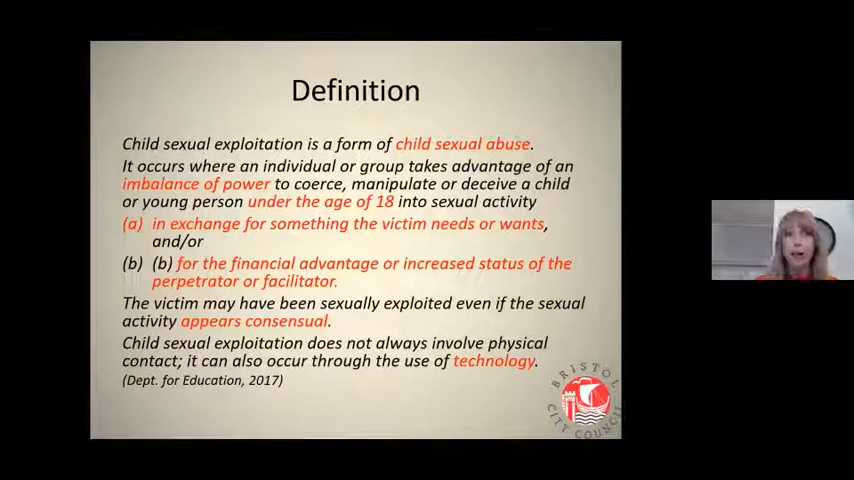 Definition
Child sexual exploitation is a form of child sexual abuse.
It occurs where an individual or group takes advantage of an
imbalance of power to coerce, manipulate or deceive a child
or young person under the age of 18 into sexual activity
(a) in exchange for something the victim needs or wants,
and/or
(b) (b) for the financial advantage or increased status of the
perpetrator or facilitator.
The victim may have been sexually exploited even if the sexual
activity appears consensual.
Child sexual exploitation does not always involve physical
contact; it can also occur through the use of technology.
(Dept. for Education, 2017)
BRISTOL
CITY COUNCIL